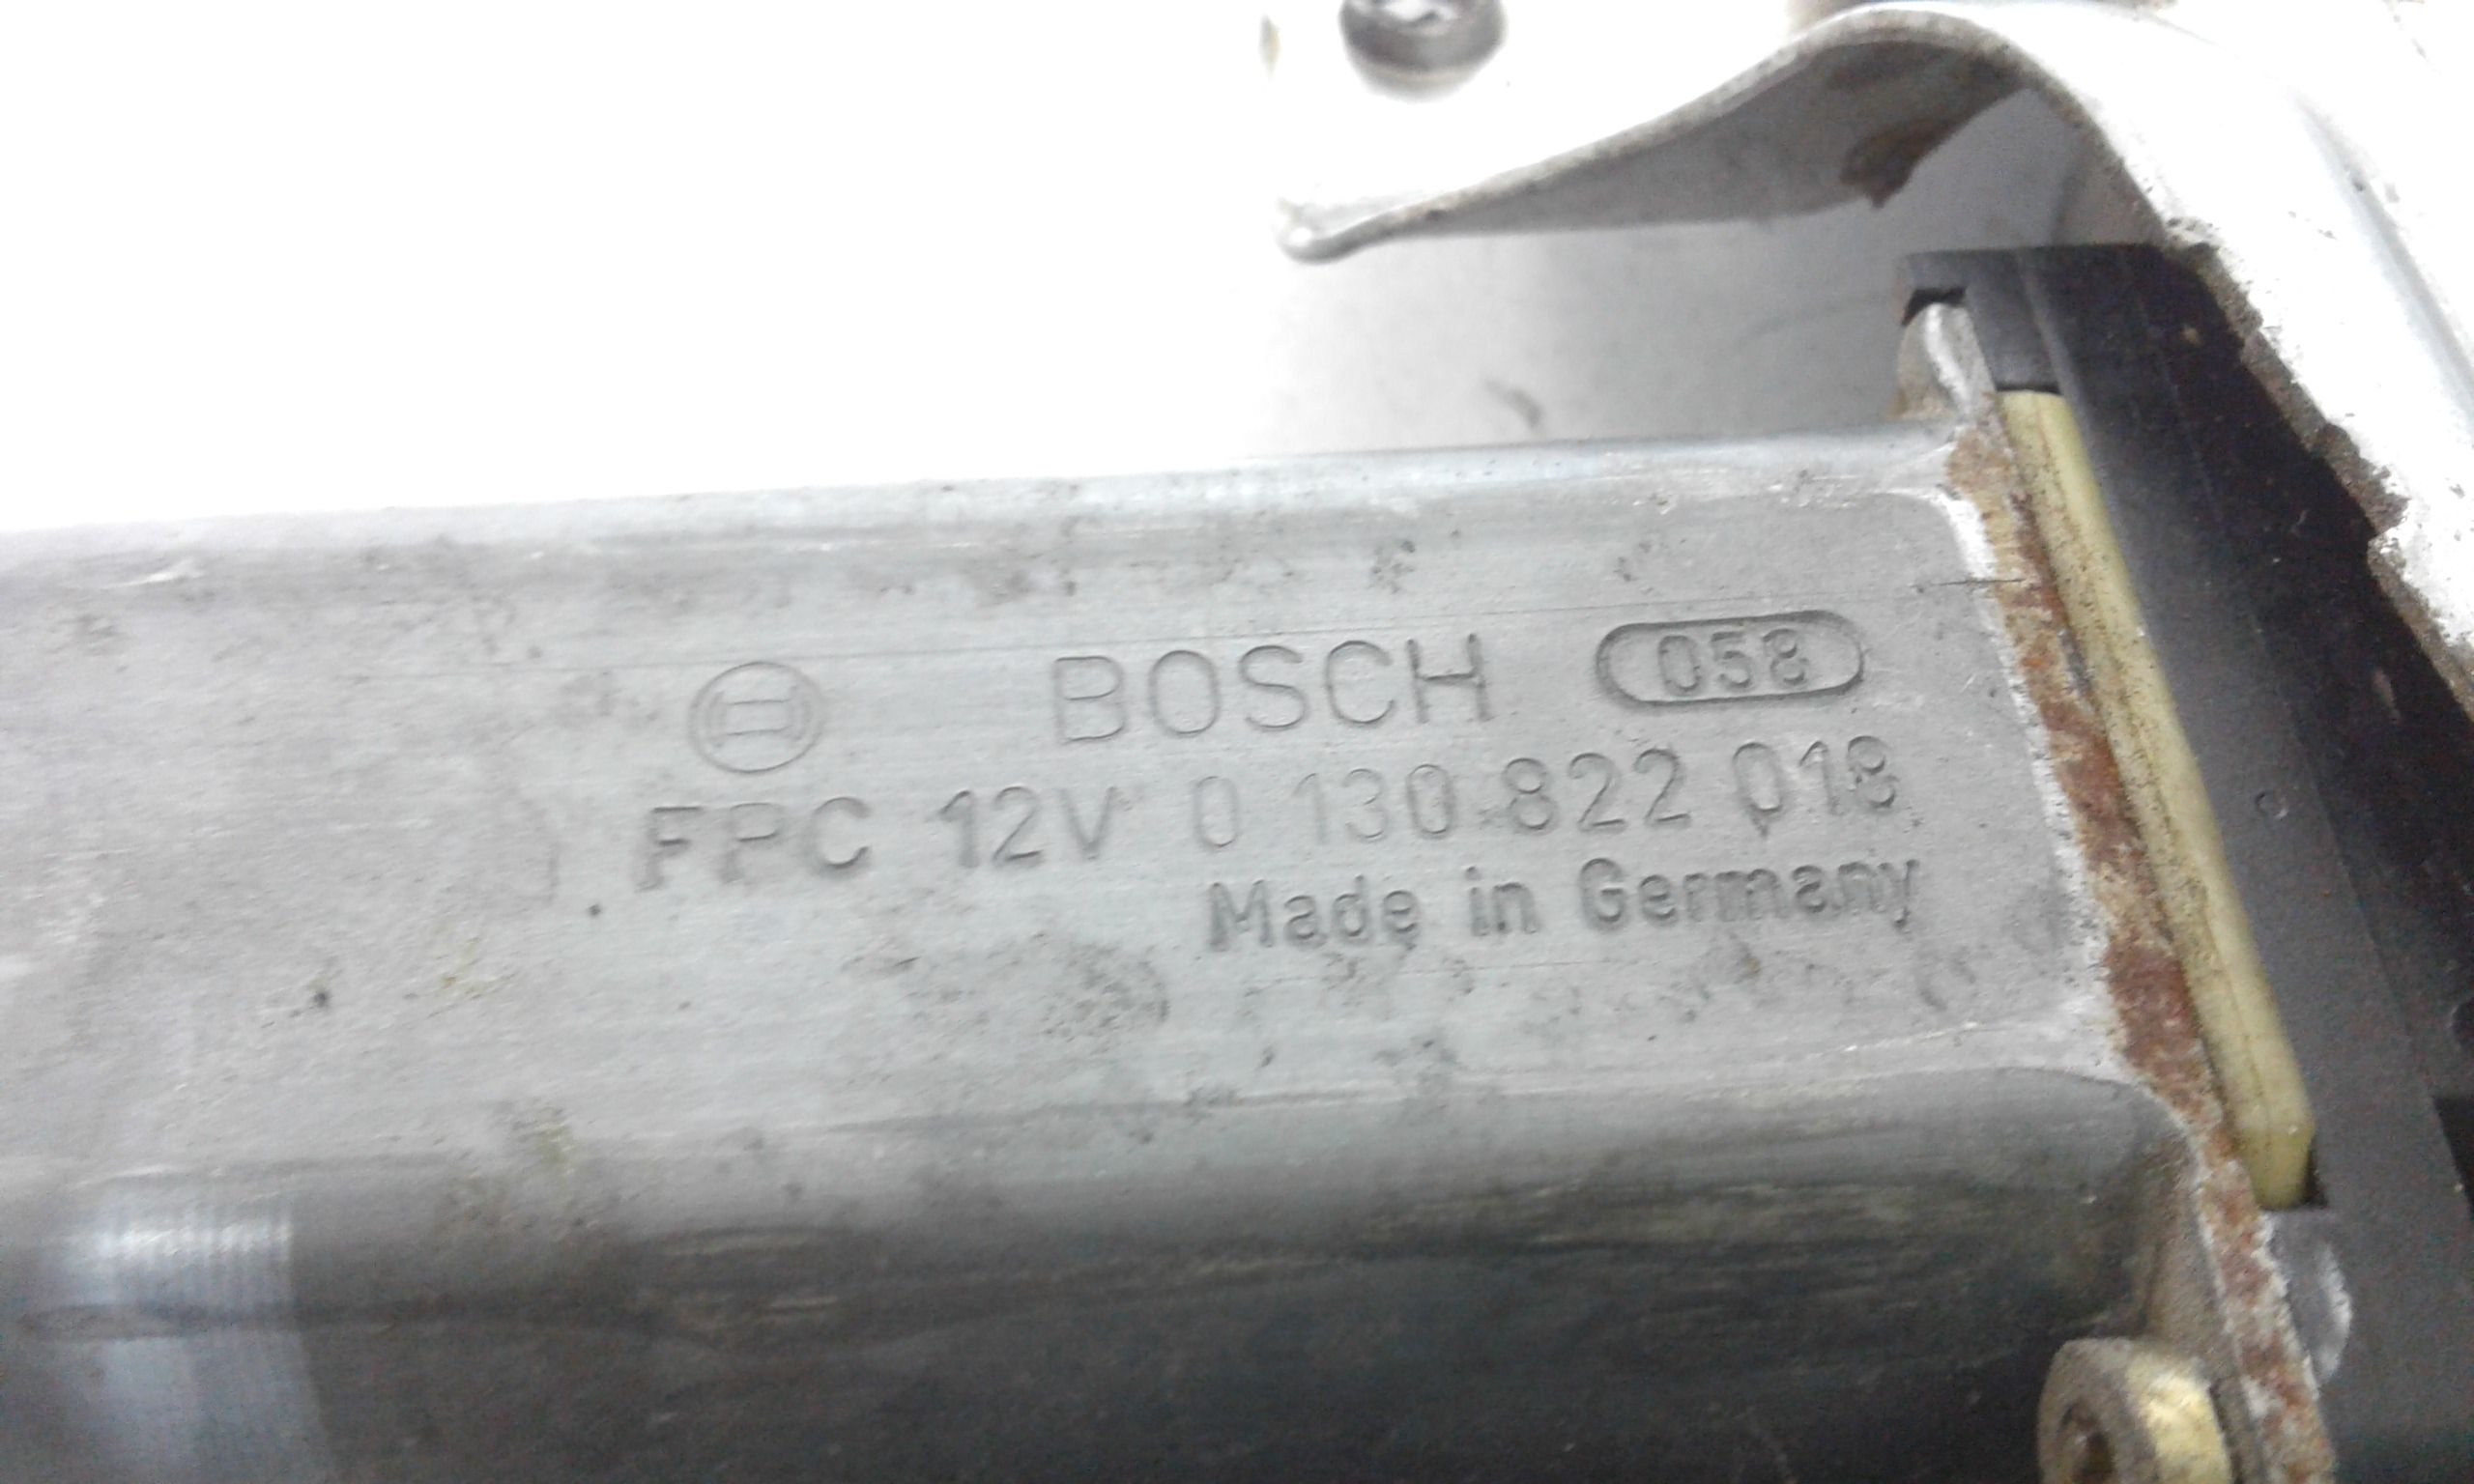 BOSCH 058
FPC 12V 0 130 822 018
Made in Germany